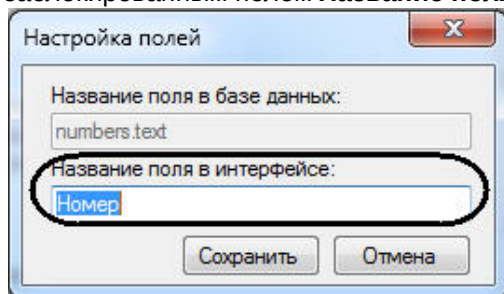 Настройка полей
Название поля в базе данных:
numbers.text
Название поля в интерфейсе:
Номер
Сохранить Отмена